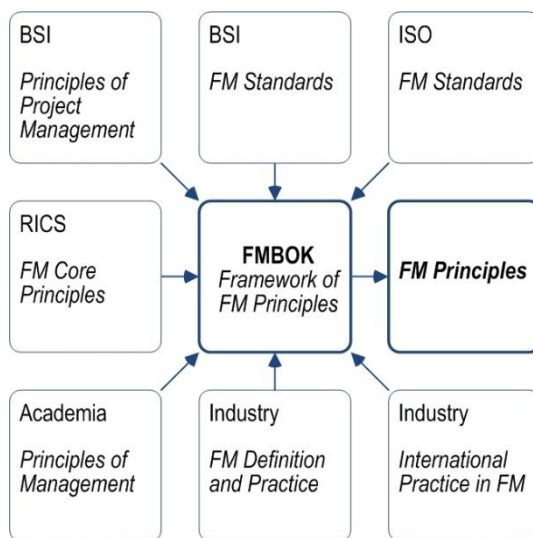 BSI
Principles of
Project
Management
BSI
FM Standards
ISO
FM Standards
RICS
FM Core
Principles
FMBOK
Framework of
FM Principles
FM Principles
Academia
Principles of
Management
Industry
FM Definition
and Practice
Industry
International
Practice in FM